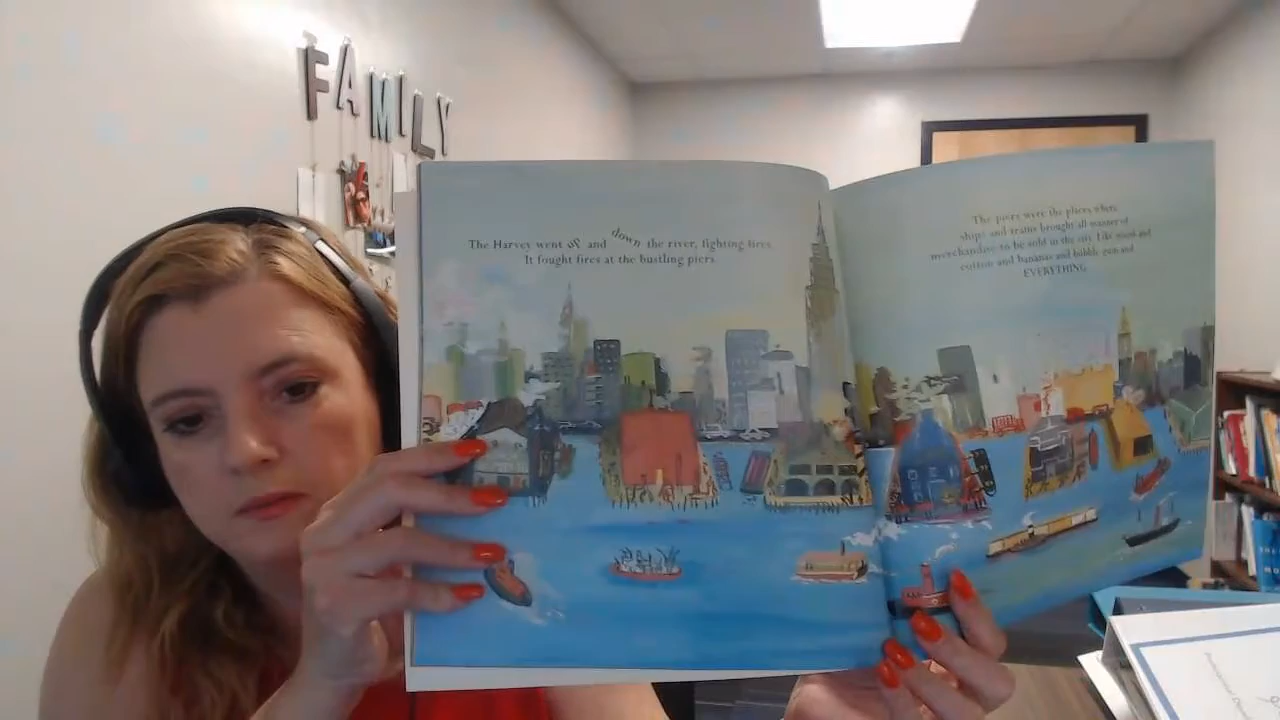 FAMILY
The Harvey went up and down the river, fighting fires.
It fought fires at the bustling piers.
The piers were the places where
ships and trains brought all manner of
merchandise to be sold in the city. Like wood and
cotton and bananas and bubble gum and
EVERYTHING.